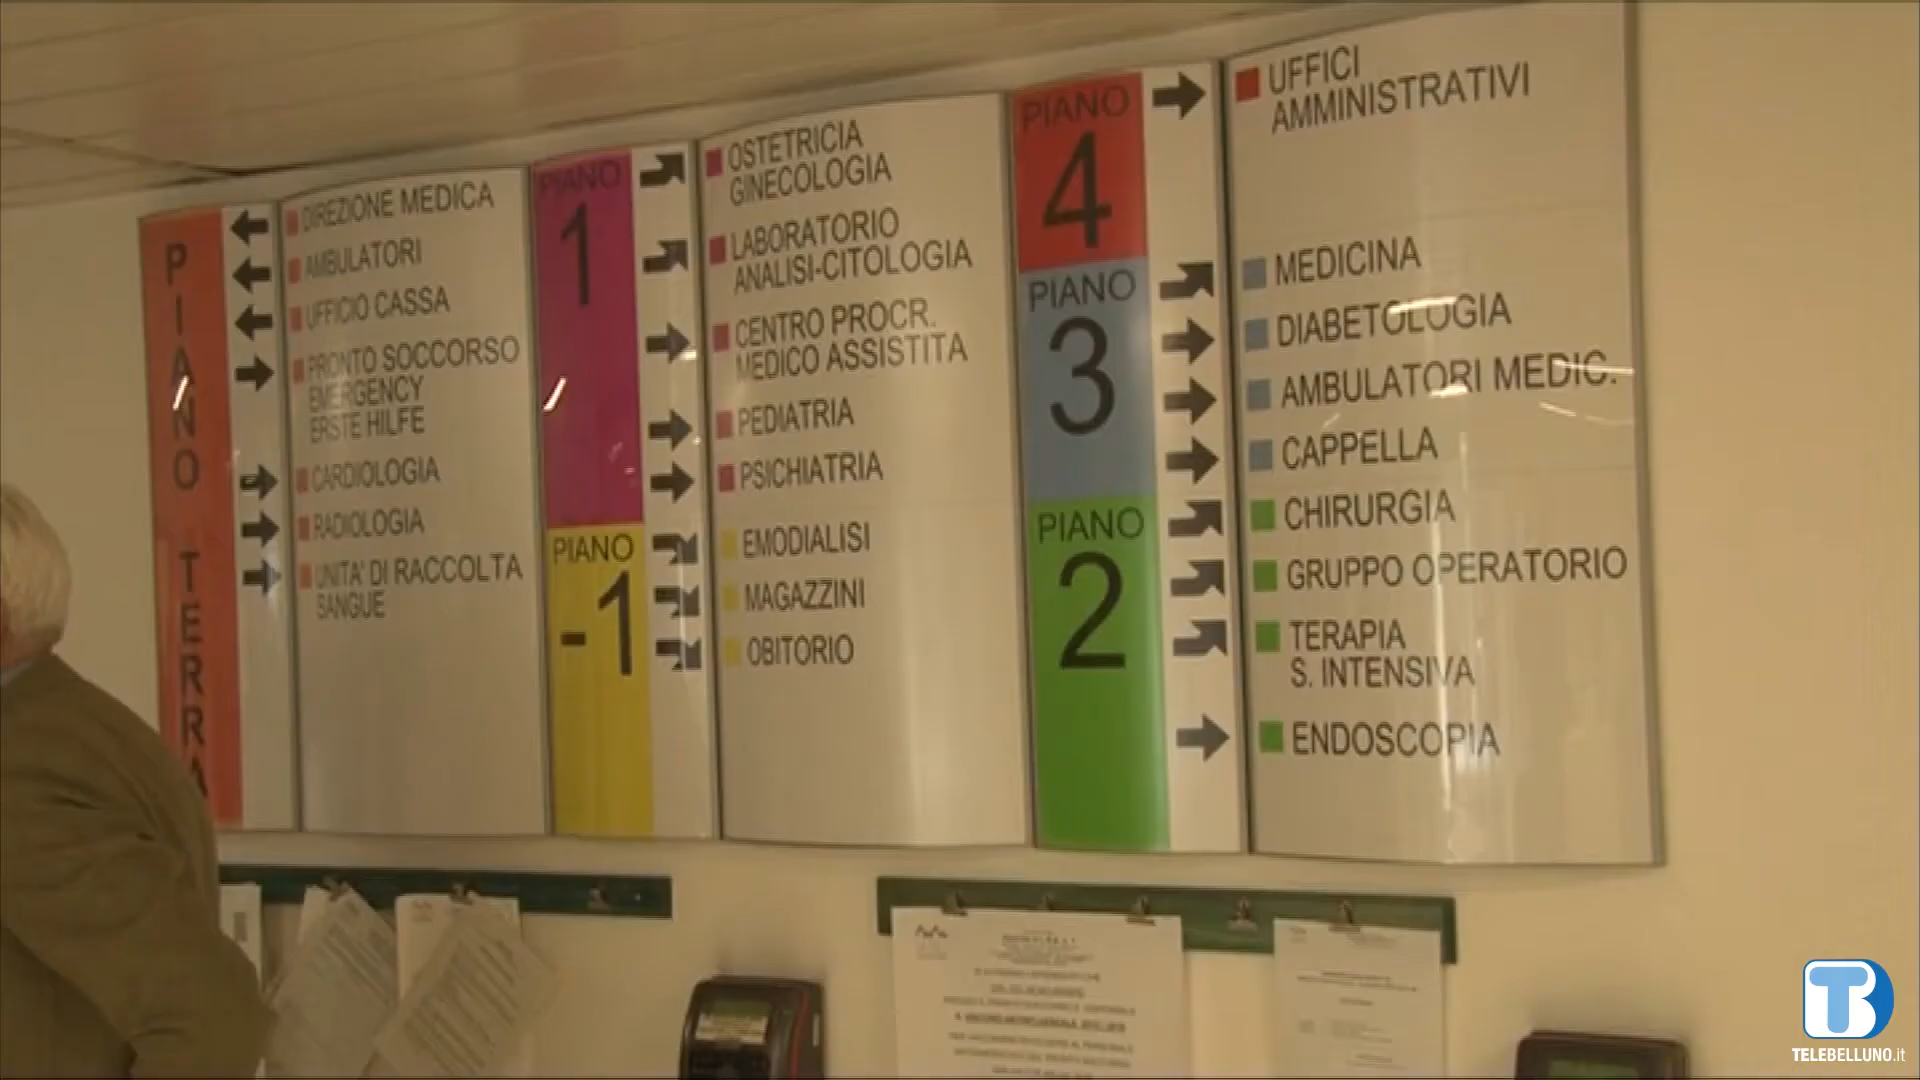 PIANO TERRA
DIREZIONE MEDICA
AMBULATORI
UFFICIO CASSA
PRONTO SOCCORSO
EMERGENCY
ERSTE HILFE
CARDIOLOGIA
RADIOLOGIA
UNITA' DI RACCOLTA
SANGUE
PIANO
1
OSTETRICIA
GINECOLOGIA
LABORATORIO
ANALISI-CITOLOGIA
CENTRO PROCR.
MEDICO ASSISTITA
PEDIATRIA
PSICHIATRIA
PIANO
-1
EMODIALISI
MAGAZZINI
OBITORIO
PIANO
4
UFFICI
AMMINISTRATIVI
PIANO
3
MEDICINA
DIABETOLOGIA
AMBULATORI MEDIC.
CAPPELLA
PIANO
2
CHIRURGIA
GRUPPO OPERATORIO
TERAPIA
S. INTENSIVA
ENDOSCOPIA
TB
TELEBELLUNO.it